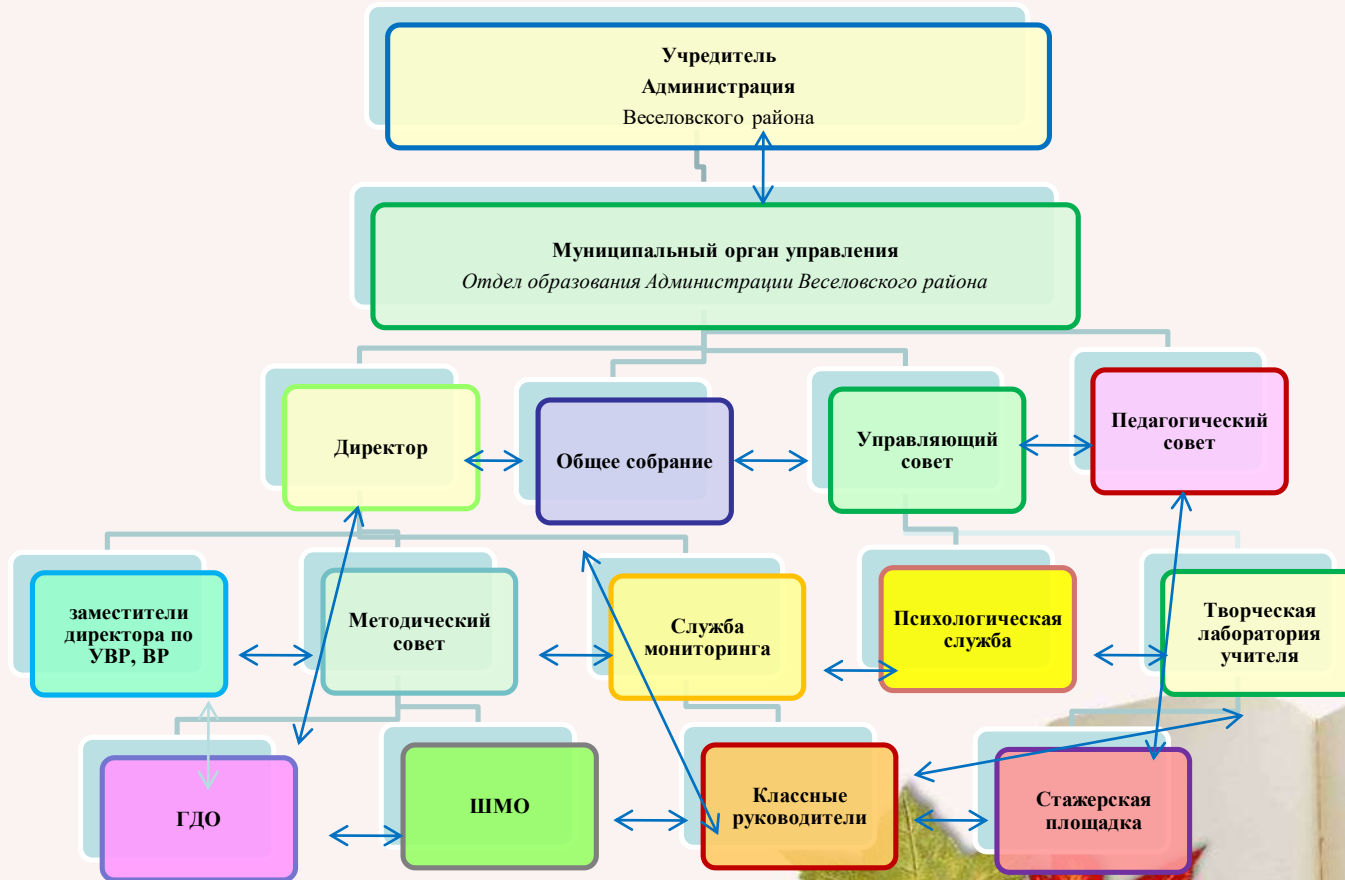 Учредитель
Администрация
Веселовского района
Муниципальный орган управления
Отдел образования Администрации Веселовского района
Директор
Общее собрание
Управляющий
совет
Педагогический
совет
заместители
директора по
УВР, ВР
Методический
совет
Служба
мониторинга
Психологическая
служба
Творческая
лаборатория
учителя
ГДО
ШМО
Классные
руководители
Стажерская
площадка